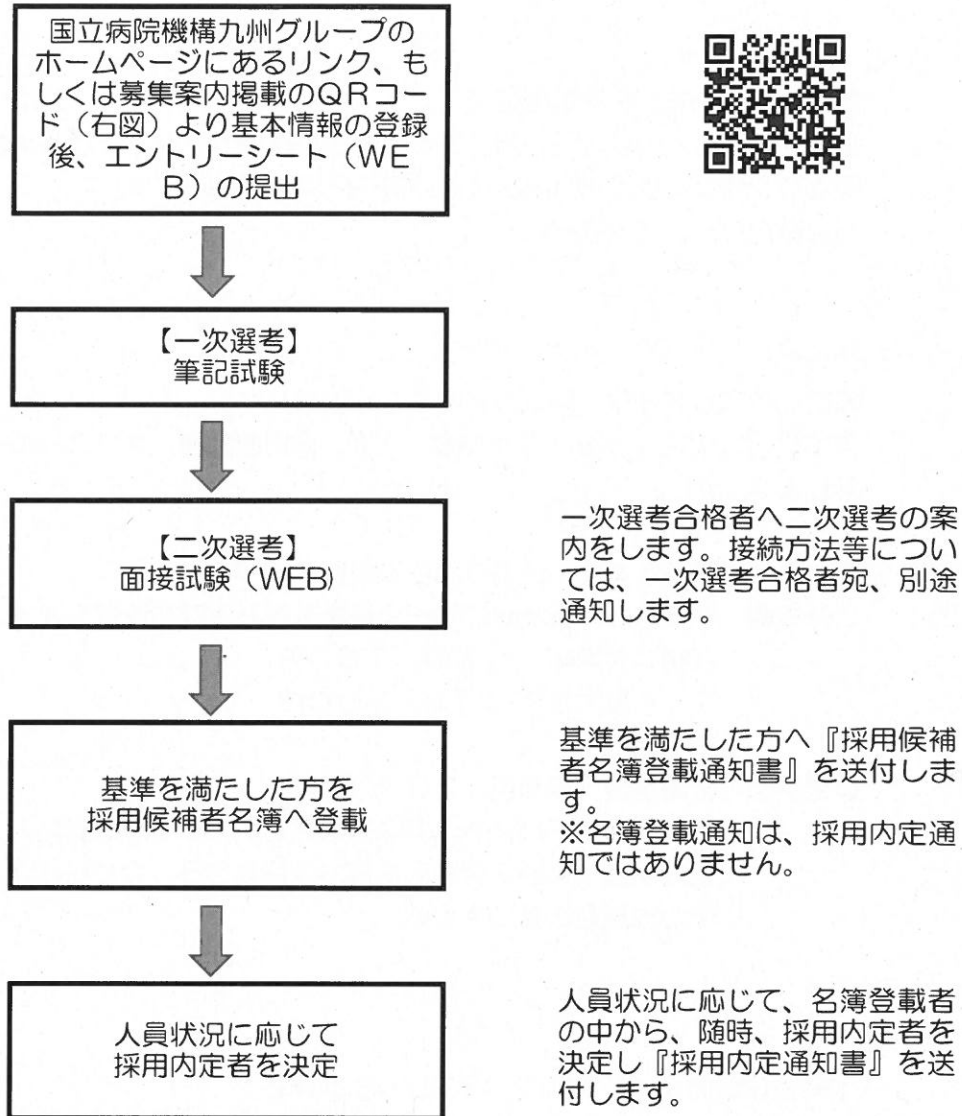 国立病院機構九州グループの
ホームページにあるリンク、も
しくは募集案内掲載のQRコー
ド（右図）より基本情報の登録
後、エントリーシート（WE
B）の提出
【一次選考】
筆記試験
【二次選考】
面接試験（WEB)
一次選考合格者へ二次選考の案
内をします。接続方法等につい
ては、一次選考合格者宛、別途
通知します。
基準を満たした方を
採用候補者名簿へ登載
基準を満たした方へ『採用候補
者名簿登載通知書』を送付しま
す。
※名簿登載通知は、採用内定通
知ではありません。
人員状況に応じて
採用内定者を決定
人員状況に応じて、名簿登載者
の中から、随時、採用内定者を
決定し『採用内定通知書』を送
付します。